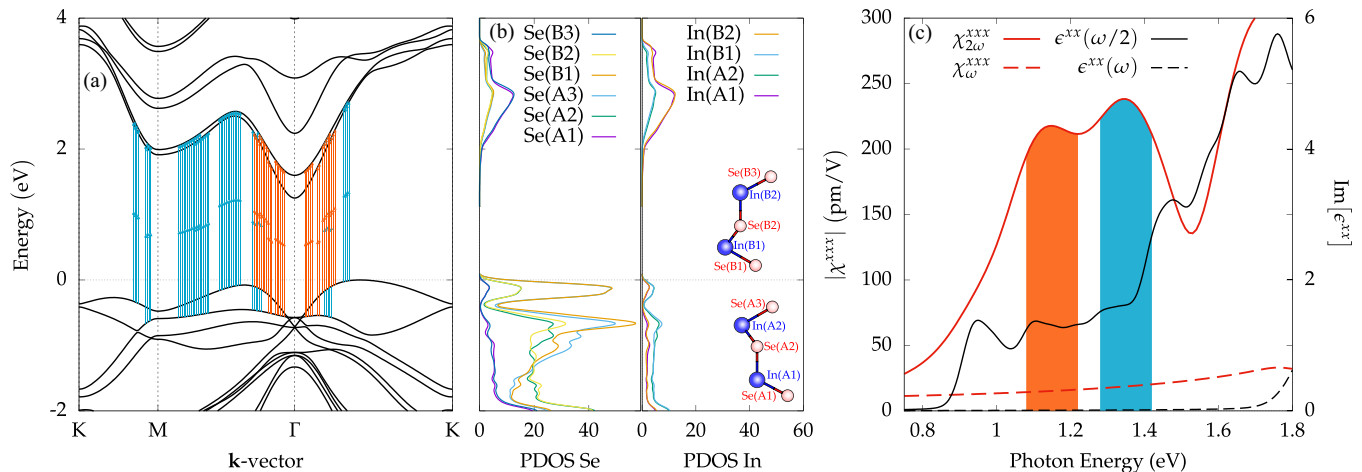 (a)
Energy (eV)
4
2
0
-2
K
M
Γ
K
k-vector
(b)
Se(B3)
Se(B2)
Se(B1)
Se(A3)
Se(A2)
Se(A1)
0
20
40
PDOS Se
In(B2)
In(B1)
In(A2)
In(A1)
Se(B3)
In(B2)
Se(B2)
In(B1)
Se(B1)
Se(A3)
In(A2)
Se(A2)
In(A1)
Se(A1)
0
20
40
60
PDOS In
(c)
χ₂ω^xxx
ϵ^xx(ω/2)
χω^xxx
ϵ^xx(ω)
|χ^xxx| (pm/V)
300
250
200
150
100
50
0
1
1.2
1.4
1.6
1.8
Photon Energy (eV)
6
4
2
0
Im[ϵ^xx]